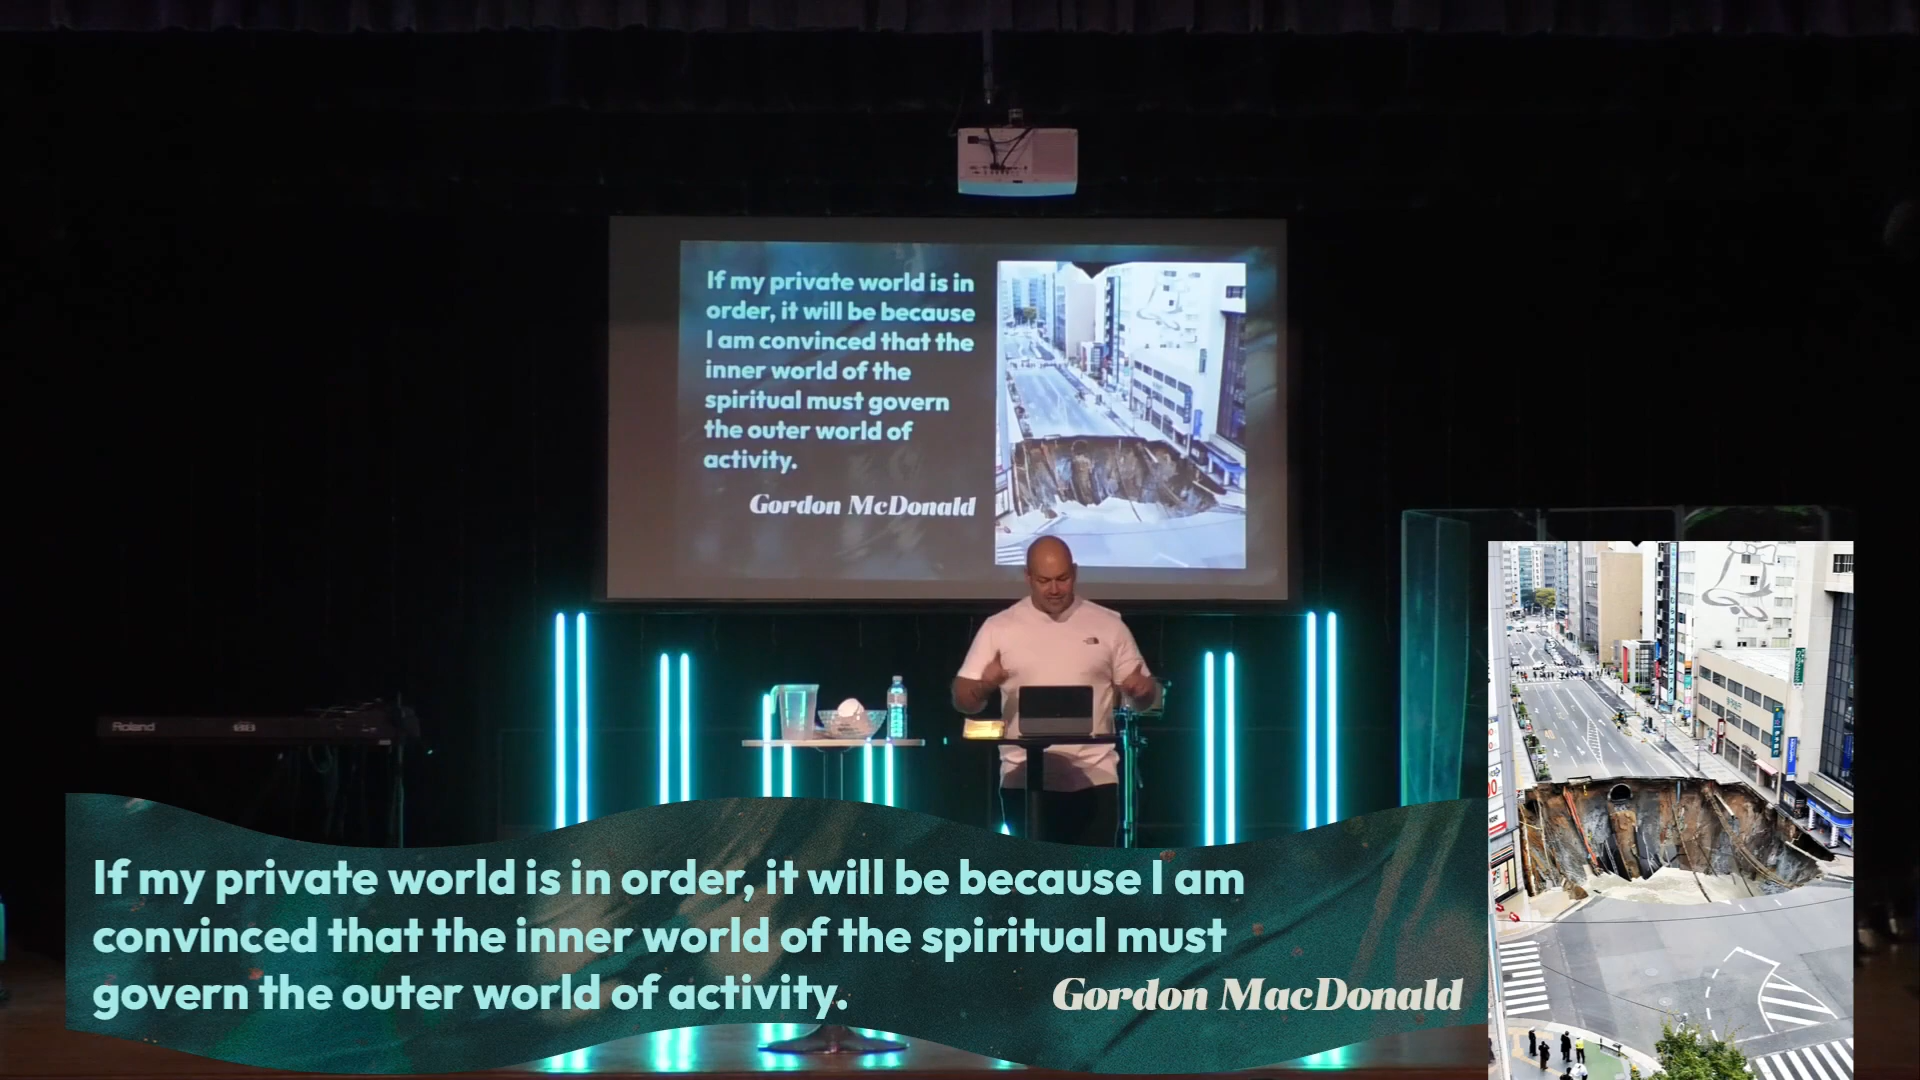 If my private world is in
order, it will be because
I am convinced that the
inner world of the
spiritual must govern
the outer world of
activity.
Gordon McDonald
Roland
If my private world is in order, it will be because I am
convinced that the inner world of the spiritual must
govern the outer world of activity.
Gordon MacDonald